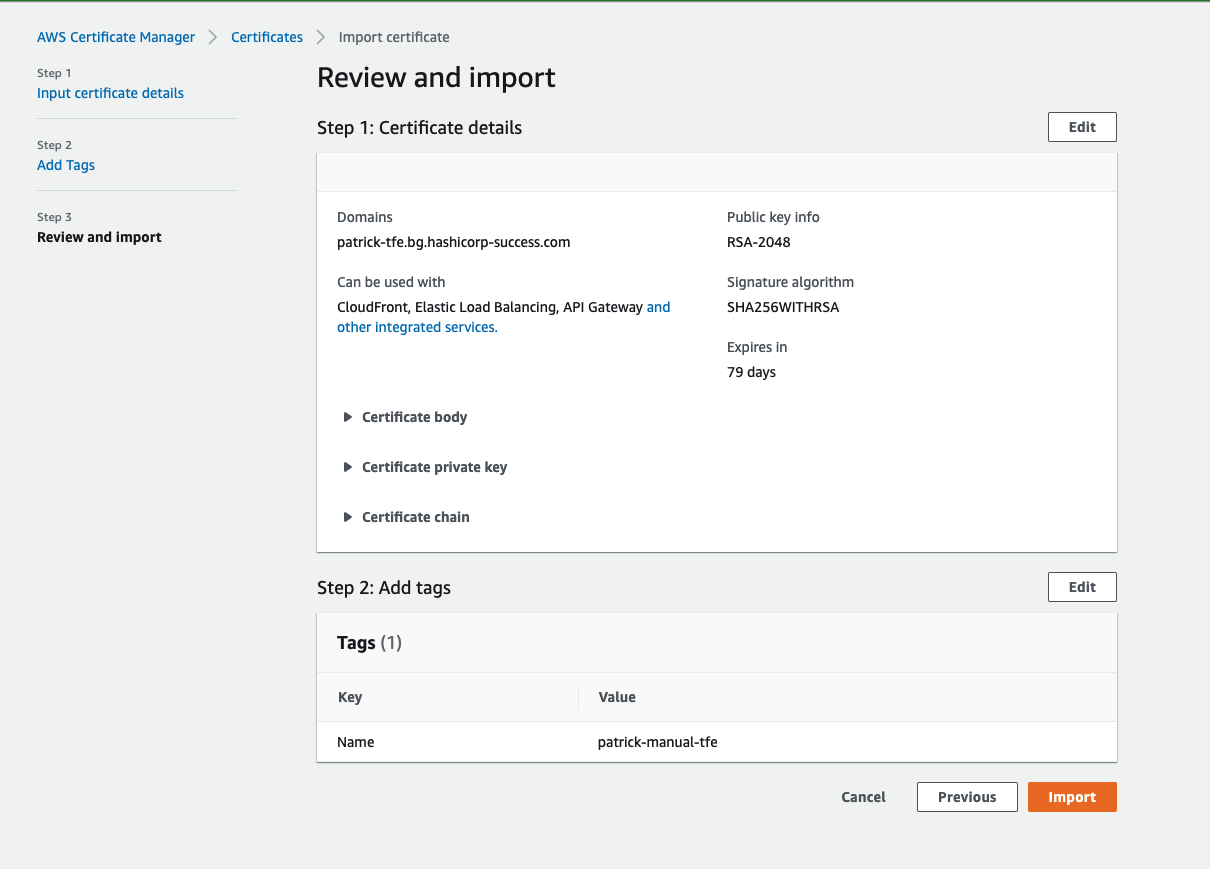 AWS Certificate Manager > Certificates > Import certificate
Step 1
Input certificate details
Step 2
Add Tags
Step 3
Review and import
Review and import
Step 1: Certificate details
Edit
Domains
patrick-tfe.bg.hashicorp-success.com
Can be used with
CloudFront, Elastic Load Balancing, API Gateway and
other integrated services.
Public key info
RSA-2048
Signature algorithm
SHA256WITHRSA
Expires in
79 days
Certificate body
Certificate private key
Certificate chain
Step 2: Add tags
Edit
Tags (1)
Key Value
Name patrick-manual-tfe
Cancel Previous Import